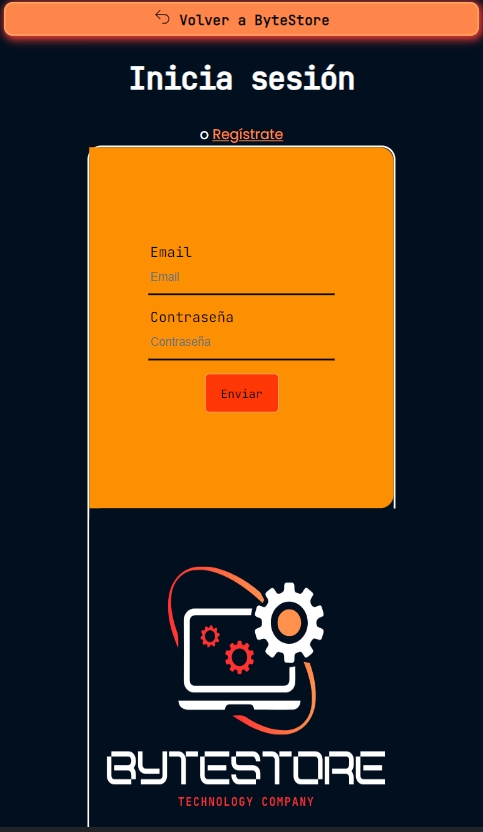 Volver a ByteStore
Inicia sesión
o Regístrate
Email
Email
Contraseña
Contraseña
Enviar
BYTESTORE
TECHNOLOGY COMPANY